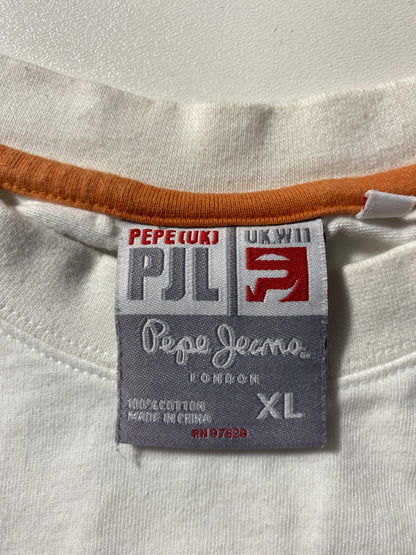 PEPE(UK) UK.W11
PJL
Pepe Jeans
LONDON
100% COTTON
MADE IN CHINA
XL
RN 97830